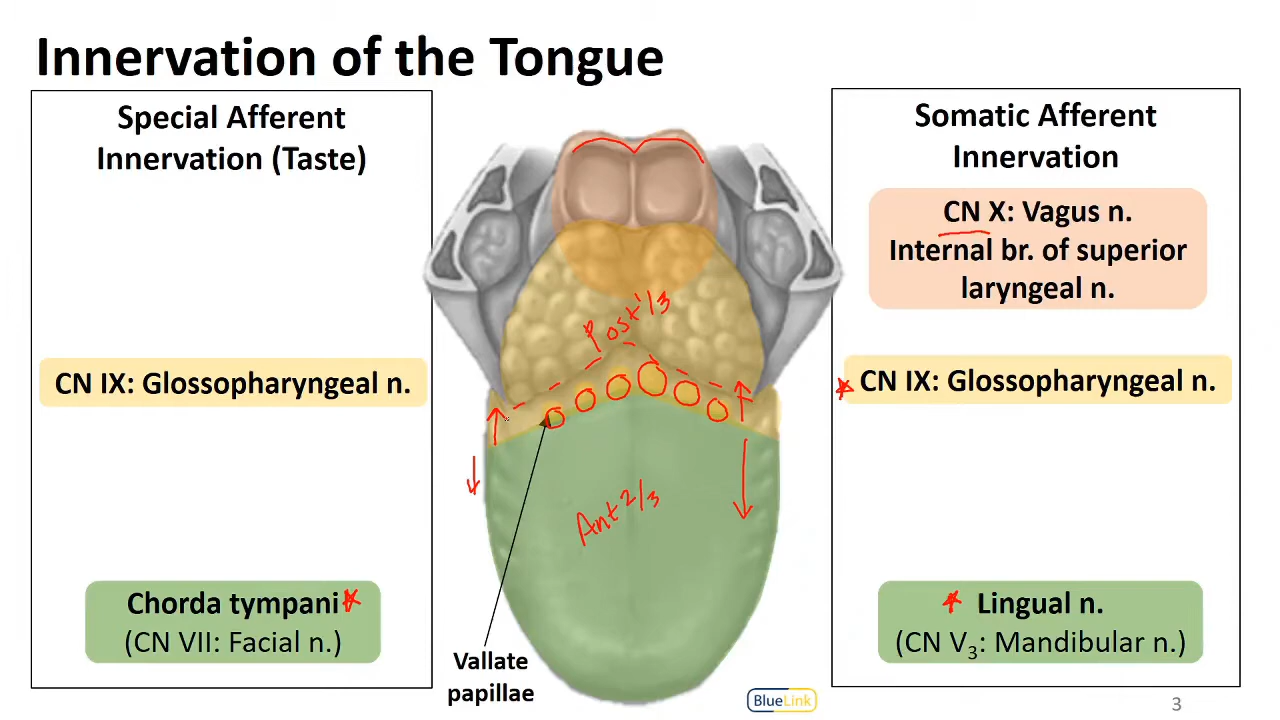 Innervation of the Tongue
Special Afferent
Innervation (Taste)
CN IX: Glossopharyngeal n.
Chorda tympani
(CN VII: Facial n.)
Post 1/3
Ant 2/3
Vallate
papillae
Somatic Afferent
Innervation
CN X: Vagus n.
Internal br. of superior
laryngeal n.
CN IX: Glossopharyngeal n.
Lingual n.
(CN V₃: Mandibular n.)
BlueLink
3